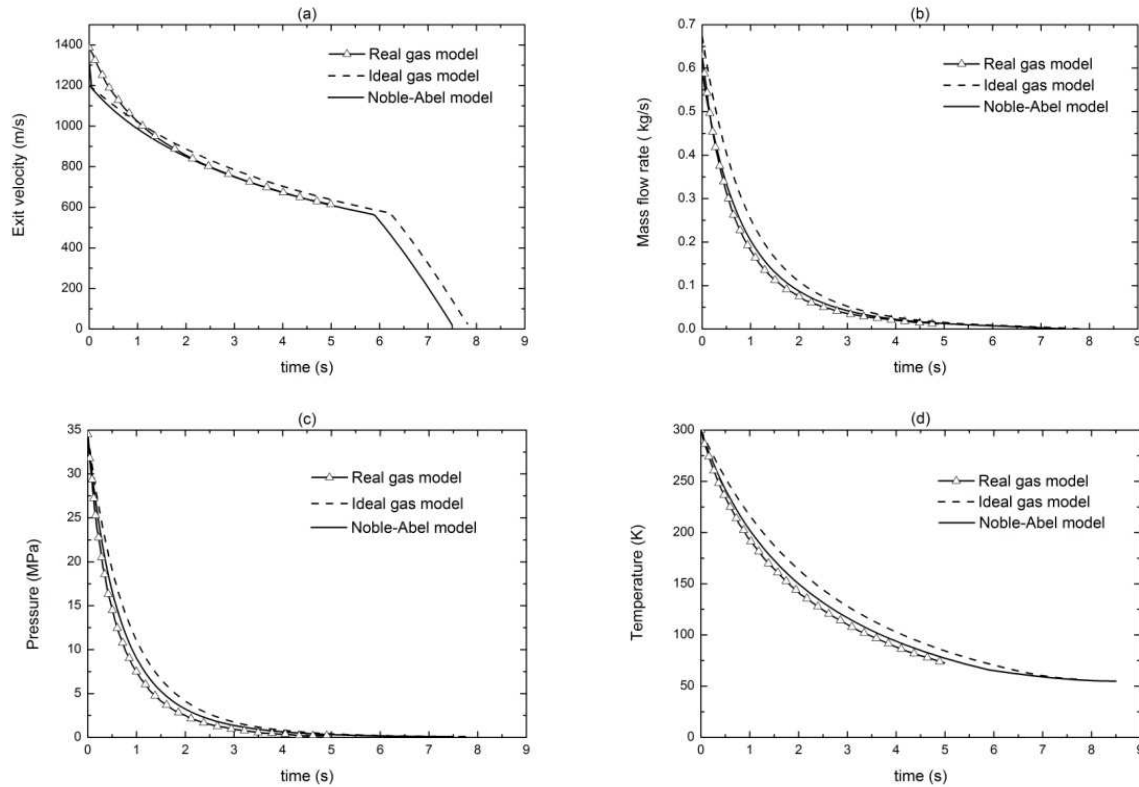 (a)
1400
1200
1000
800
600
400
200
0
Exit velocity (m/s)
Real gas model
Ideal gas model
Noble-Abel model
0 1 2 3 4 5 6 7 8 9
time (s)
(b)
0.7
0.6
0.5
0.4
0.3
0.2
0.1
0.0
Mass flow rate ( kg/s)
Real gas model
Ideal gas model
Noble-Abel model
0 1 2 3 4 5 6 7 8 9
time (s)
(c)
35
30
25
20
15
10
5
0
Pressure (MPa)
Real gas model
Ideal gas model
Noble-Abel model
0 1 2 3 4 5 6 7 8 9
time (s)
(d)
300
250
200
150
100
50
0
Temperature (K)
Real gas model
Ideal gas model
Noble-Abel model
0 1 2 3 4 5 6 7 8 9
time (s)